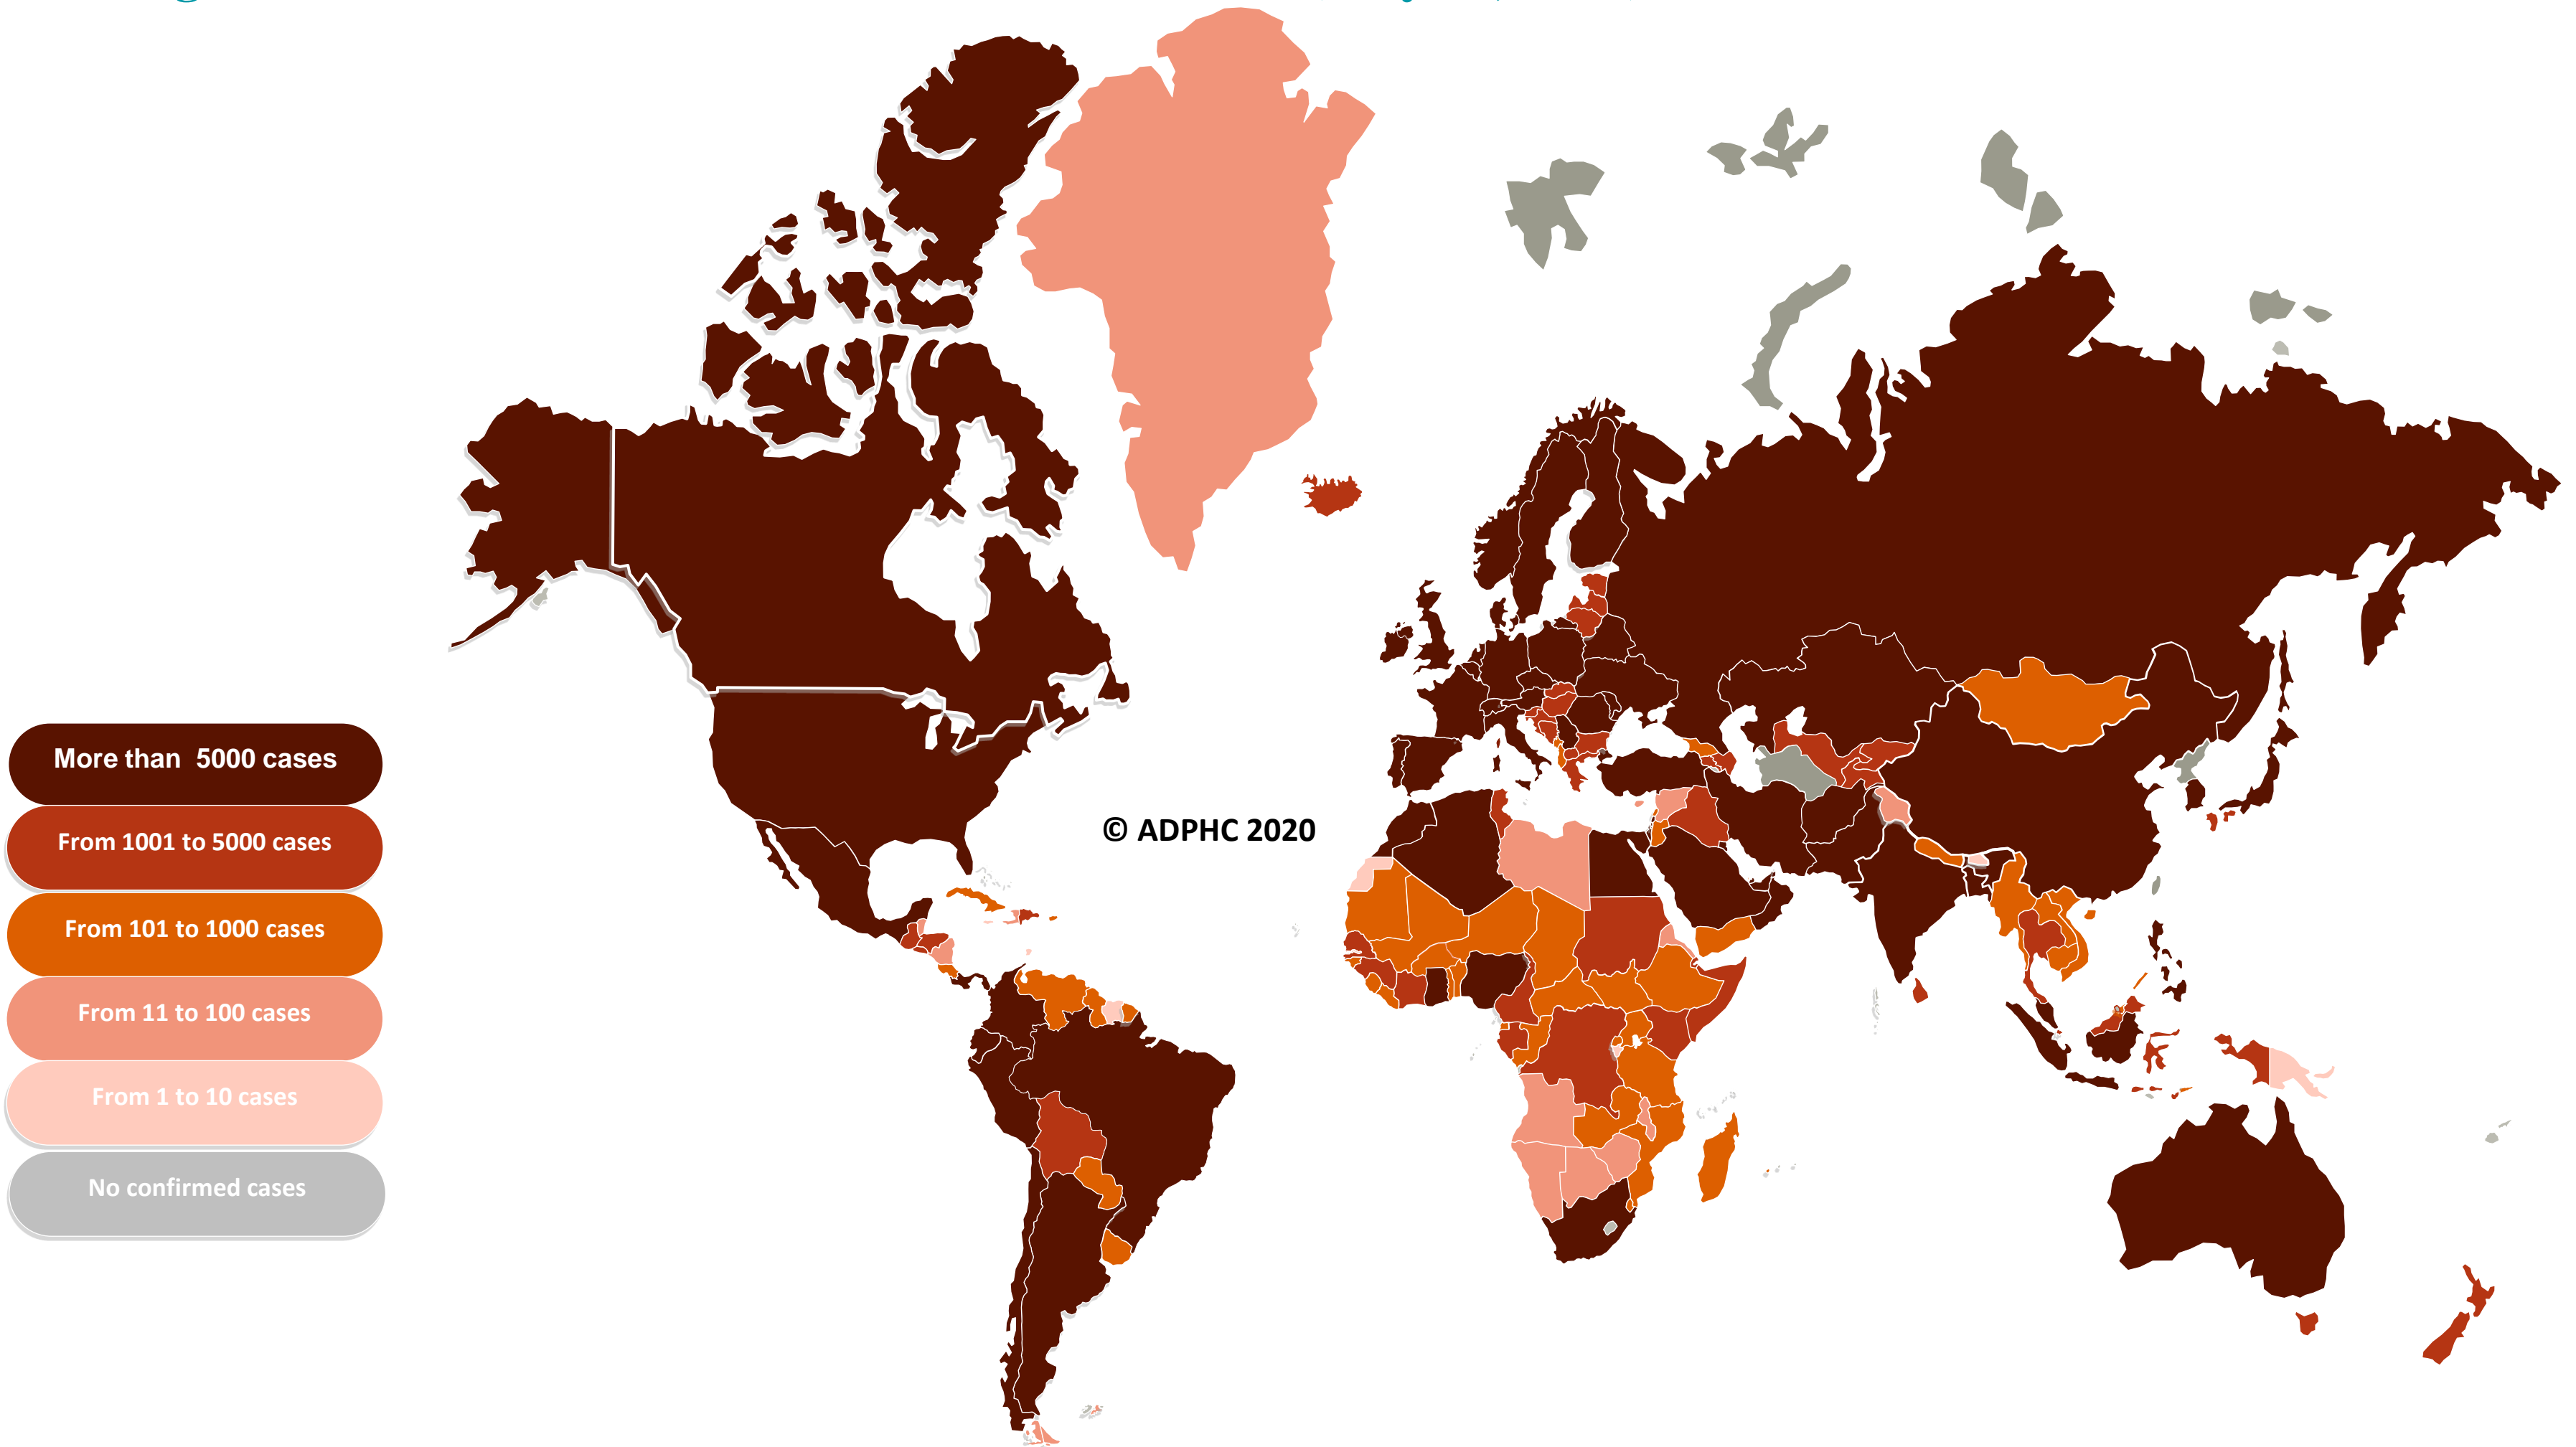 More than  5000 cases
From 1001 to 5000 cases
© ADPHC 2020
From 101 to 1000 cases
From 11 to 100 cases
From 1 to 10 cases
No confirmed cases